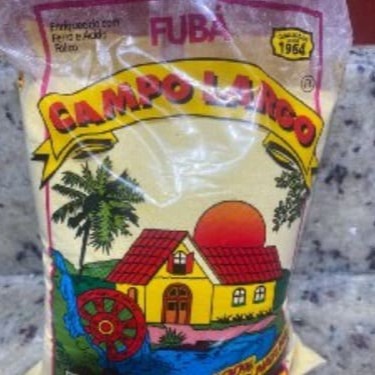 FUBÁ
Enriquecido com
Ferro e Ácido
Fólico
1964
CAMPO LARGO
®